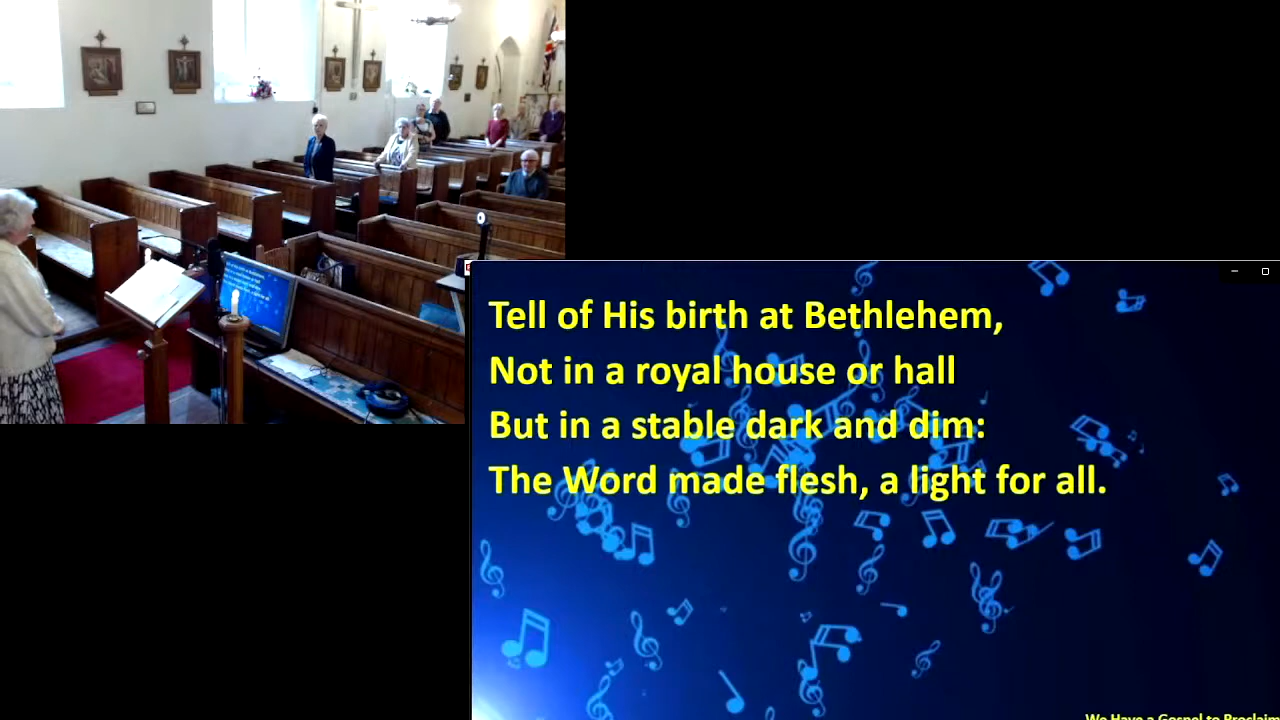 Tell of His birth at Bethlehem,
Not in a royal house or hall
But in a stable dark and dim:
The Word made flesh, a light for all.
We Have a Gospel to Proclaim